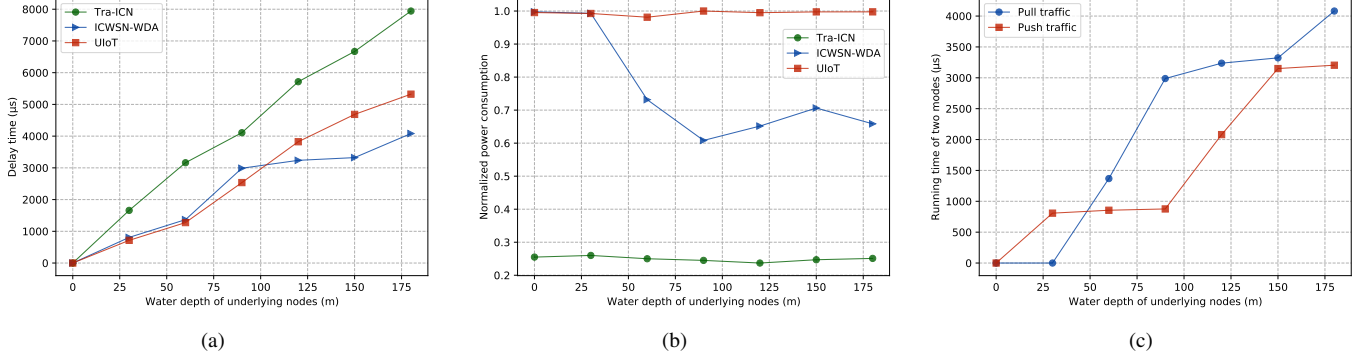 8000
7000
6000
5000
4000
3000
2000
1000
0
Delay time (μs)
Tra-ICN
ICWSN-WDA
UIoT
0 25 50 75 100 125 150 175
Water depth of underlying nodes (m)
(a)
1.0
0.9
0.8
0.7
0.6
0.5
0.4
0.3
0.2
Normalized power consumption
Tra-ICN
ICWSN-WDA
UIoT
0 25 50 75 100 125 150 175
Water depth of underlying nodes (m)
(b)
4000
3500
3000
2500
2000
1500
1000
500
0
Running time of two modes (μs)
Pull traffic
Push traffic
0 25 50 75 100 125 150 175
Water depth of underlying nodes (m)
(c)